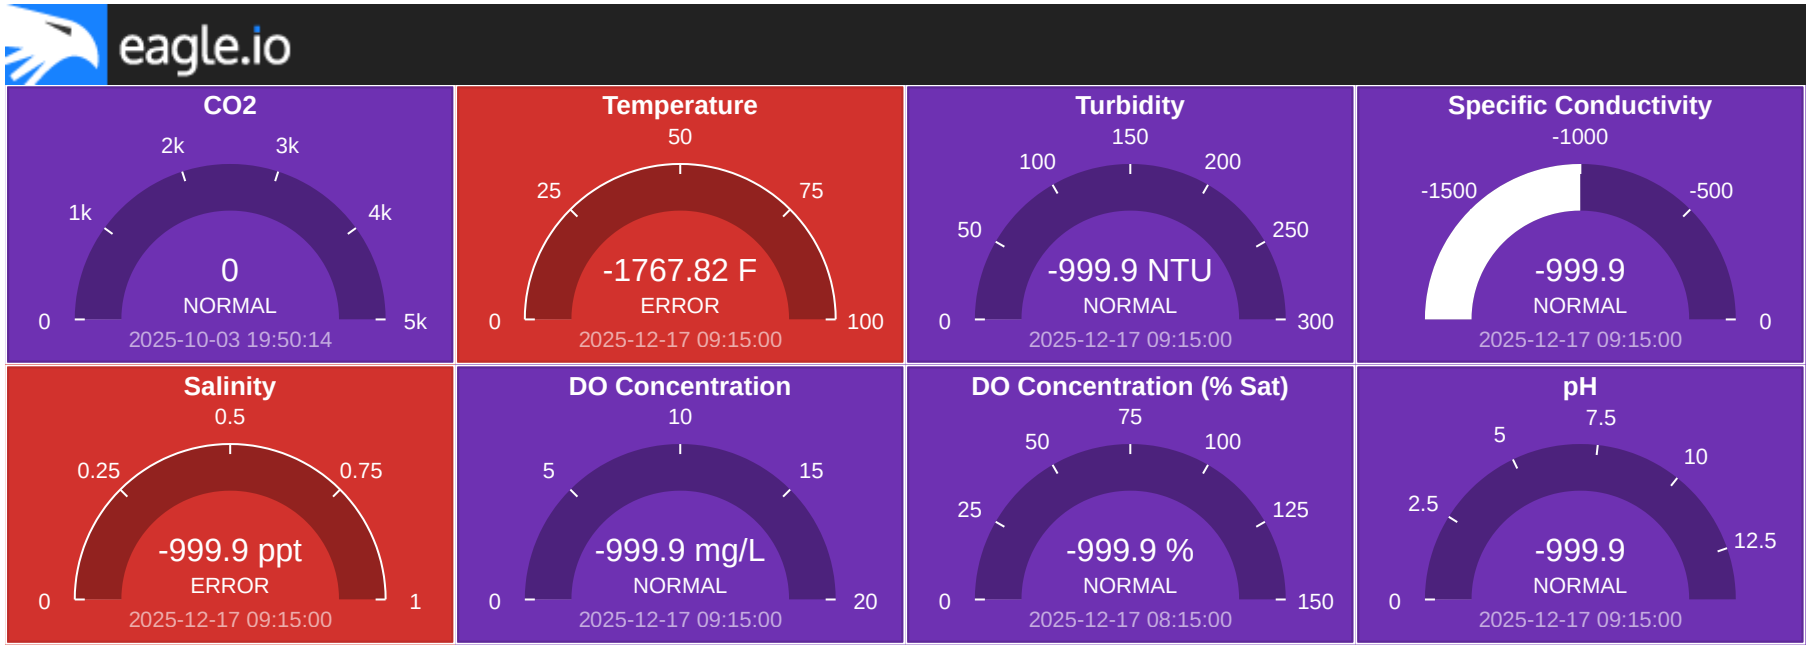 eagle.io
CO2
2k 3k
1k 4k
0
NORMAL
0 5k
2025-10-03 19:50:14
Temperature
50
25 75
-1767.82 F
ERROR
0 100
2025-12-17 09:15:00
Turbidity
150
100 200
50 250
-999.9 NTU
NORMAL
0 300
2025-12-17 09:15:00
Specific Conductivity
-1000
-1500 -500
-999.9
NORMAL
0
2025-12-17 09:15:00
Salinity
0.5
0.25 0.75
-999.9 ppt
ERROR
0 1
2025-12-17 09:15:00
DO Concentration
10
5 15
-999.9 mg/L
NORMAL
0 20
2025-12-17 09:15:00
DO Concentration (% Sat)
75
50 100
25 125
-999.9 %
NORMAL
0 150
2025-12-17 08:15:00
pH
7.5
5 10
2.5 12.5
-999.9
NORMAL
0
2025-12-17 09:15:00